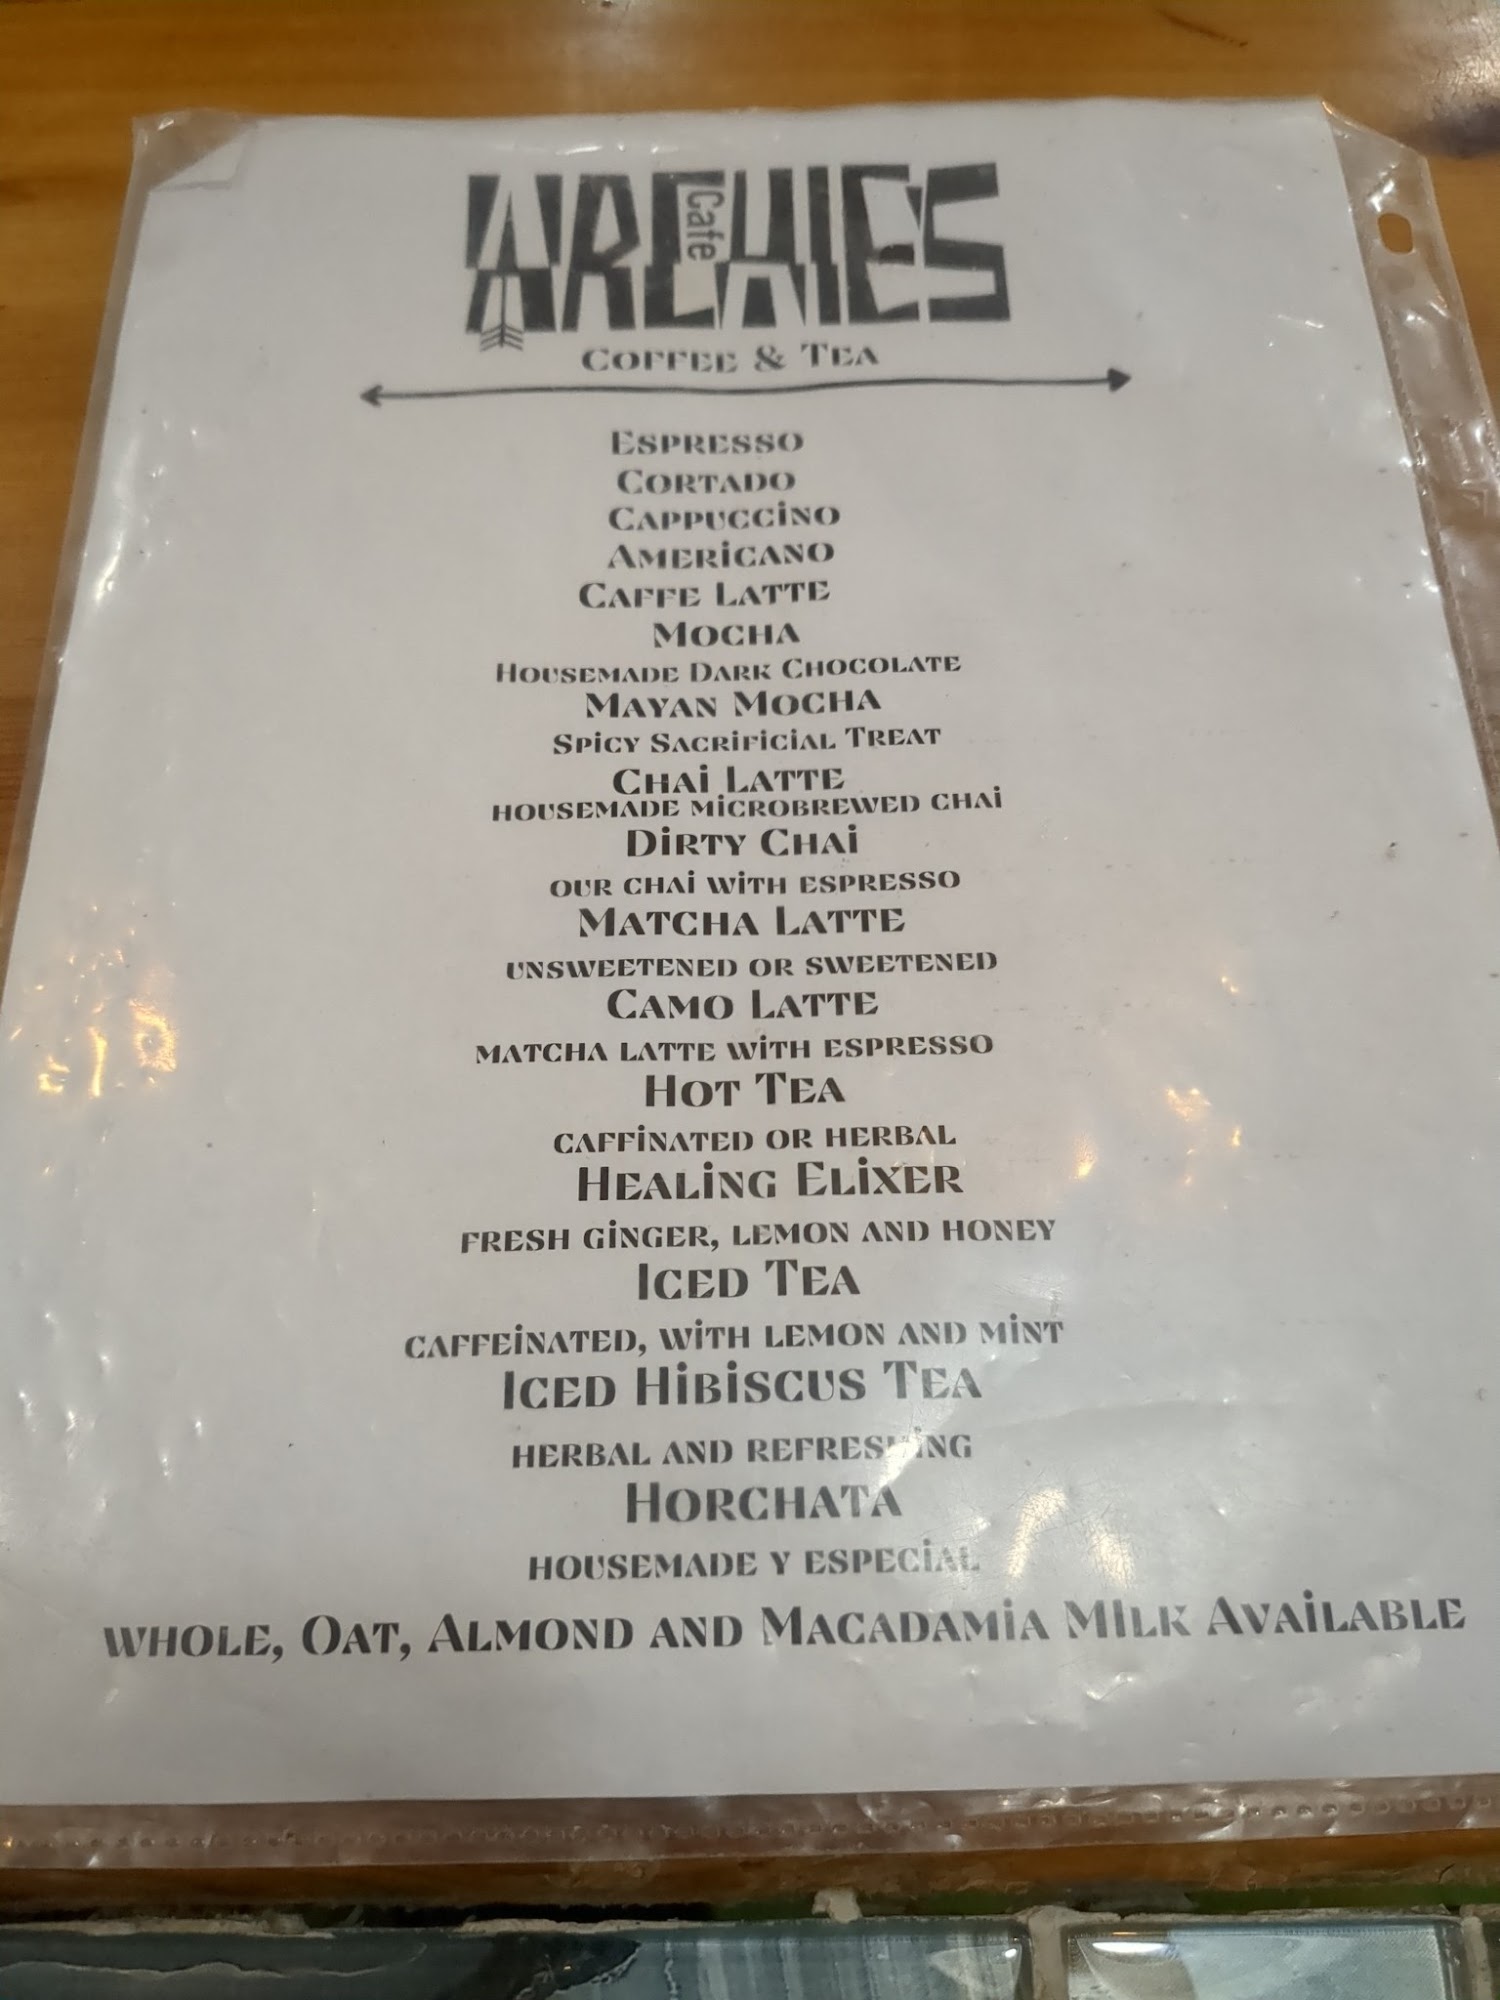 ARCHIES
Cafe
Coffee & Tea
Espresso
Cortado
Cappuccino
Americano
Caffe Latte
Mocha
Housemade Dark Chocolate
Mayan Mocha
Spicy Sacrificial Treat
Chai Latte
housemade microbrewed chai
Dirty Chai
our chai with espresso
Matcha Latte
unsweetened or sweetened
Camo Latte
matcha latte with espresso
Hot Tea
caffinated or herbal
Healing Elixer
fresh ginger, lemon and honey
Iced Tea
caffeinated, with lemon and mint
Iced Hibiscus Tea
herbal and refreshing
Horchata
housemade y especial
whole, Oat, Almond and Macadamia Milk Available